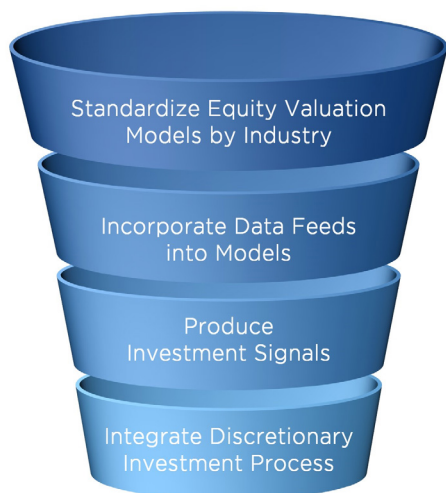 Standardize Equity Valuation
Models by Industry
Incorporate Data Feeds
into Models
Produce
Investment Signals
Integrate Discretionary
Investment Process